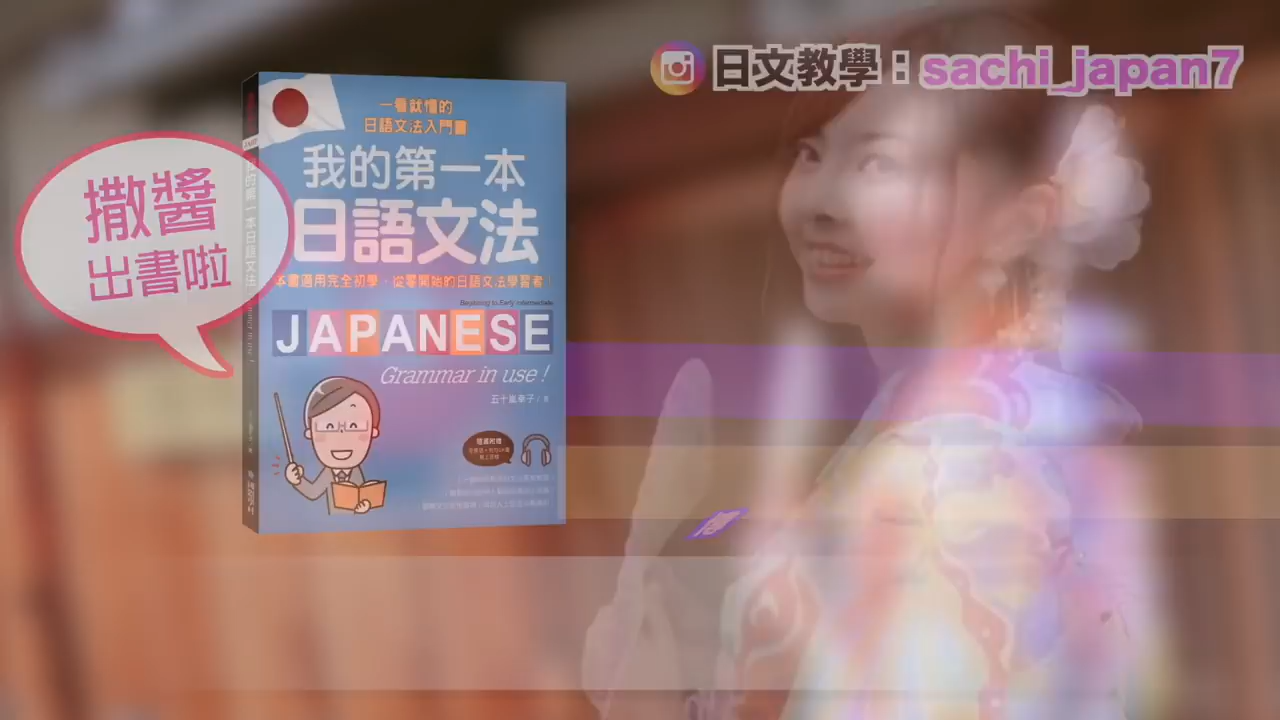 日文教學：sachi_japan7
撒醬
出書啦
一看就懂的
日語文法入門書
我的第一本
日語文法
本書適用完全初學、從零開始的日語文法學習者！
Beginning to Early intermediate
JAPANESE
Grammar in use !
五十嵐幸子／著
我的第一本日語文法